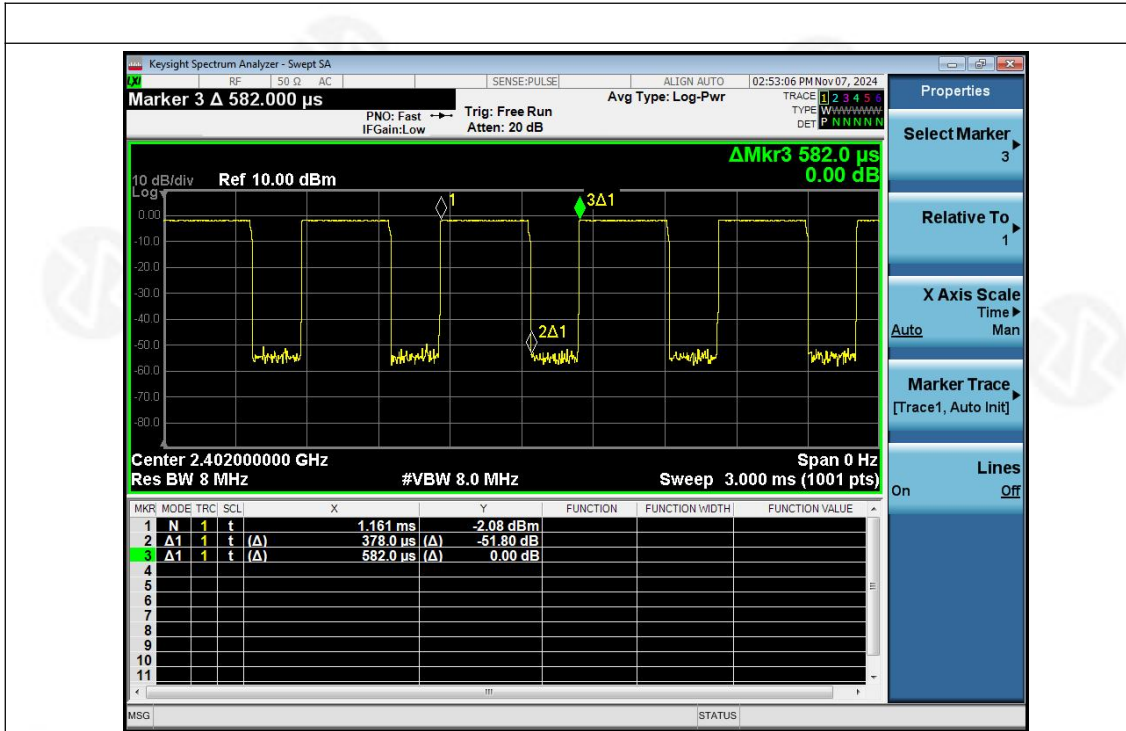 Keysight Spectrum Analyzer - Swept SA
LXI RF 50 Ω AC SENSE:PULSE ALIGN AUTO 02:53:06 PM Nov 07, 2024
Marker 3 Δ 582.000 µs
PNO: Fast
IFGain:Low
Trig: Free Run
Atten: 20 dB
Avg Type: Log-Pwr
TRACE 1 2 3 4 5 6
TYPE WWWWWW
DET P N N N N N
ΔMkr3 582.0 µs
0.00 dB
10 dB/div Ref 10.00 dBm
Log
1
3Δ1
2Δ1
0.00
-10.0
-20.0
-30.0
-40.0
-50.0
-60.0
-70.0
-80.0
Center 2.402000000 GHz Span 0 Hz
Res BW 8 MHz #VBW 8.0 MHz Sweep 3.000 ms (1001 pts)
MKR MODE TRC SCL X Y FUNCTION FUNCTION WIDTH FUNCTION VALUE
1 N 1 t 1.161 ms -2.08 dBm
2 Δ1 1 t (Δ) 378.0 µs (Δ) -51.80 dB
3 Δ1 1 t (Δ) 582.0 µs (Δ) 0.00 dB
4
5
6
7
8
9
10
11
MSG STATUS
Properties
Select Marker
3
Relative To
1
X Axis Scale
Time
Auto Man
Marker Trace
[Trace1, Auto Init]
Lines
On Off